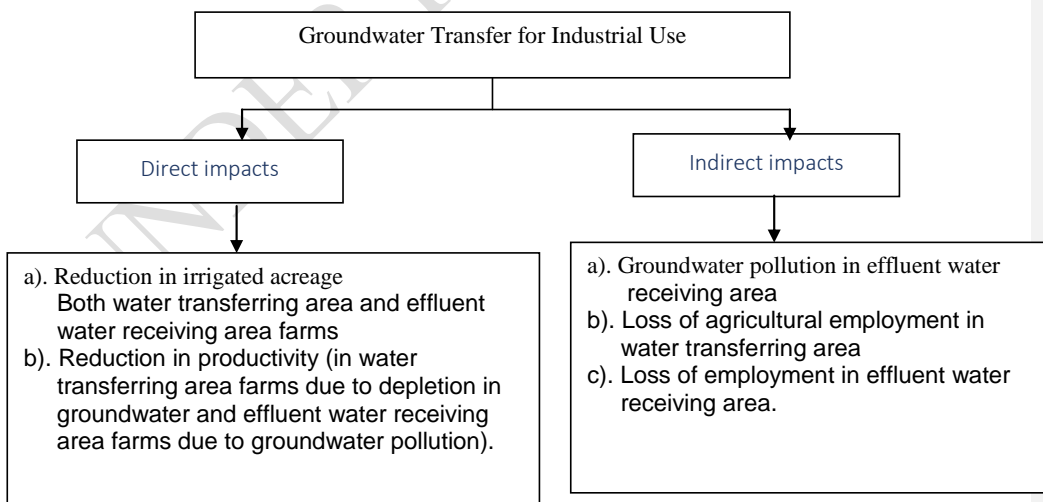 Groundwater Transfer for Industrial Use
Direct impacts
Indirect impacts
a). Reduction in irrigated acreage
Both water transferring area and effluent
water receiving area farms
b). Reduction in productivity (in water
transferring area farms due to depletion in
groundwater and effluent water receiving
area farms due to groundwater pollution).
a). Groundwater pollution in effluent water
receiving area
b). Loss of agricultural employment in
water transferring area
c). Loss of employment in effluent water
receiving area.
UNDER